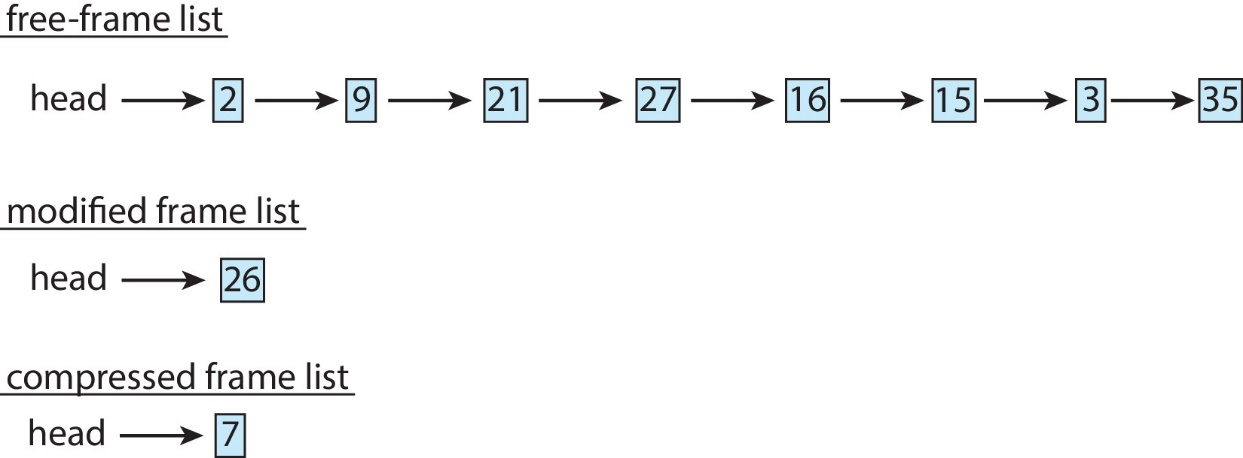 free-frame list
head 2 9 21 27 16 15 3 35
modified frame list
head 26
compressed frame list
head 7